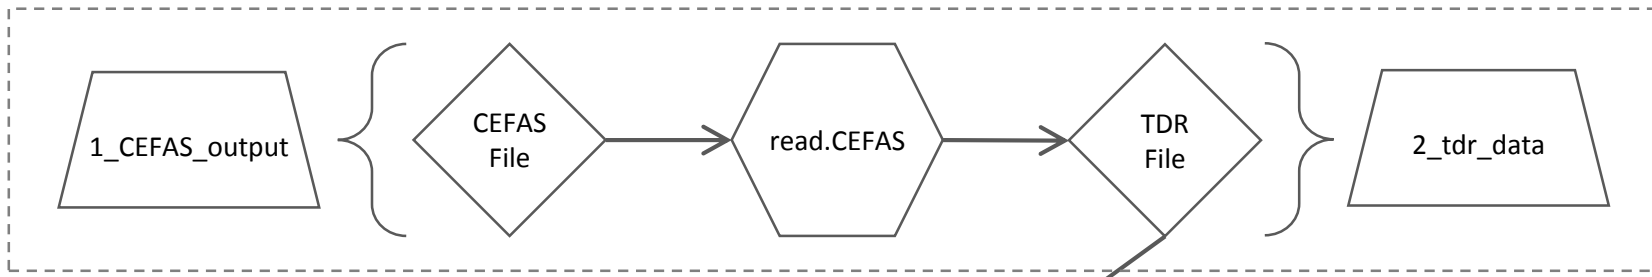 1_CEFAS_output
CEFAS
File
read.CEFAS
TDR
File
2_tdr_data